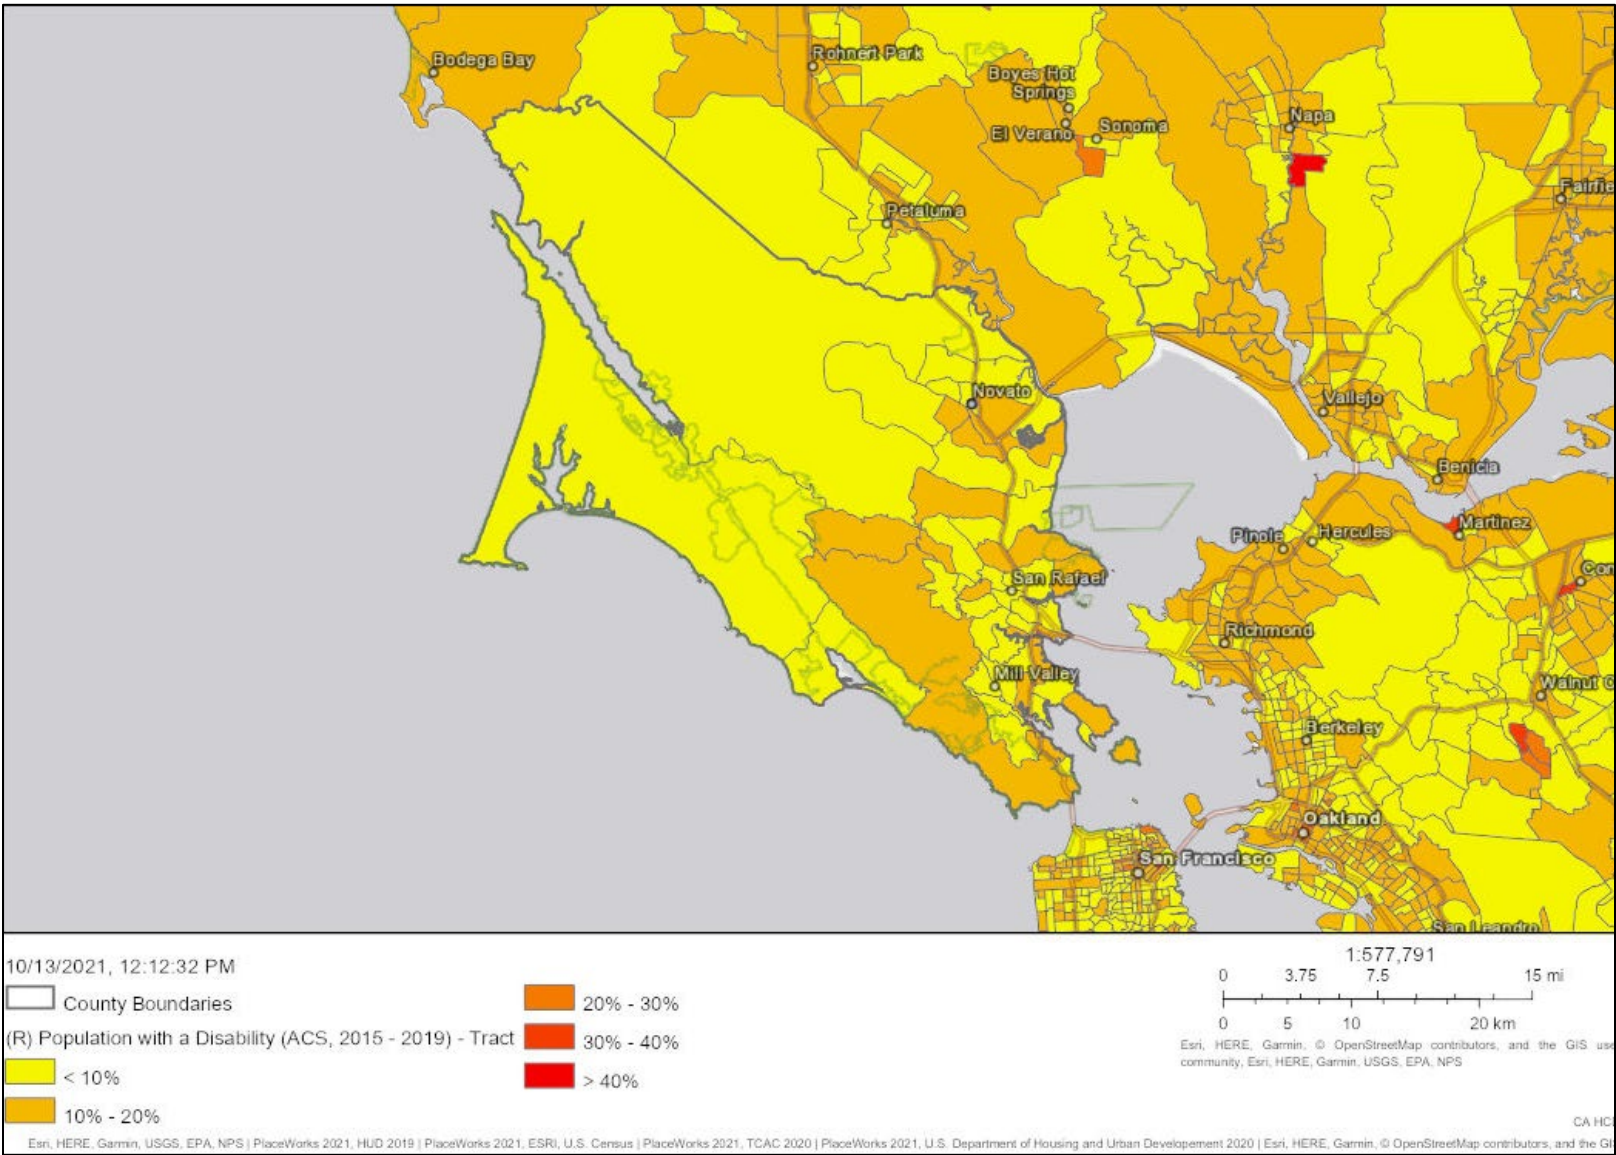 Bodega Bay
Rohnert Park
Boyes Hot
Springs
El Verano
Sonoma
Napa
Fairfie
Petaluma
Novato
Vallejo
Benicia
Martinez
Pinole
Hercules
Con
San Rafael
Richmond
Mill Valley
Walnut C
Berkeley
Oakland
San Francisco
San Leandro
10/13/2021, 12:12:32 PM
County Boundaries
(R) Population with a Disability (ACS, 2015 - 2019) - Tract
< 10%
10% - 20%
20% - 30%
30% - 40%
> 40%
1:577,791
0 3.75 7.5 15 mi
0 5 10 20 km
Esri, HERE, Garmin, © OpenStreetMap contributors, and the GIS use
community, Esri, HERE, Garmin, USGS, EPA, NPS
CA HC
Esri, HERE, Garmin, USGS, EPA, NPS | PlaceWorks 2021, HUD 2019 | PlaceWorks 2021, ESRI, U.S. Census | PlaceWorks 2021, TCAC 2020 | PlaceWorks 2021, U.S. Department of Housing and Urban Developement 2020 | Esri, HERE, Garmin, © OpenStreetMap contributors, and the GI